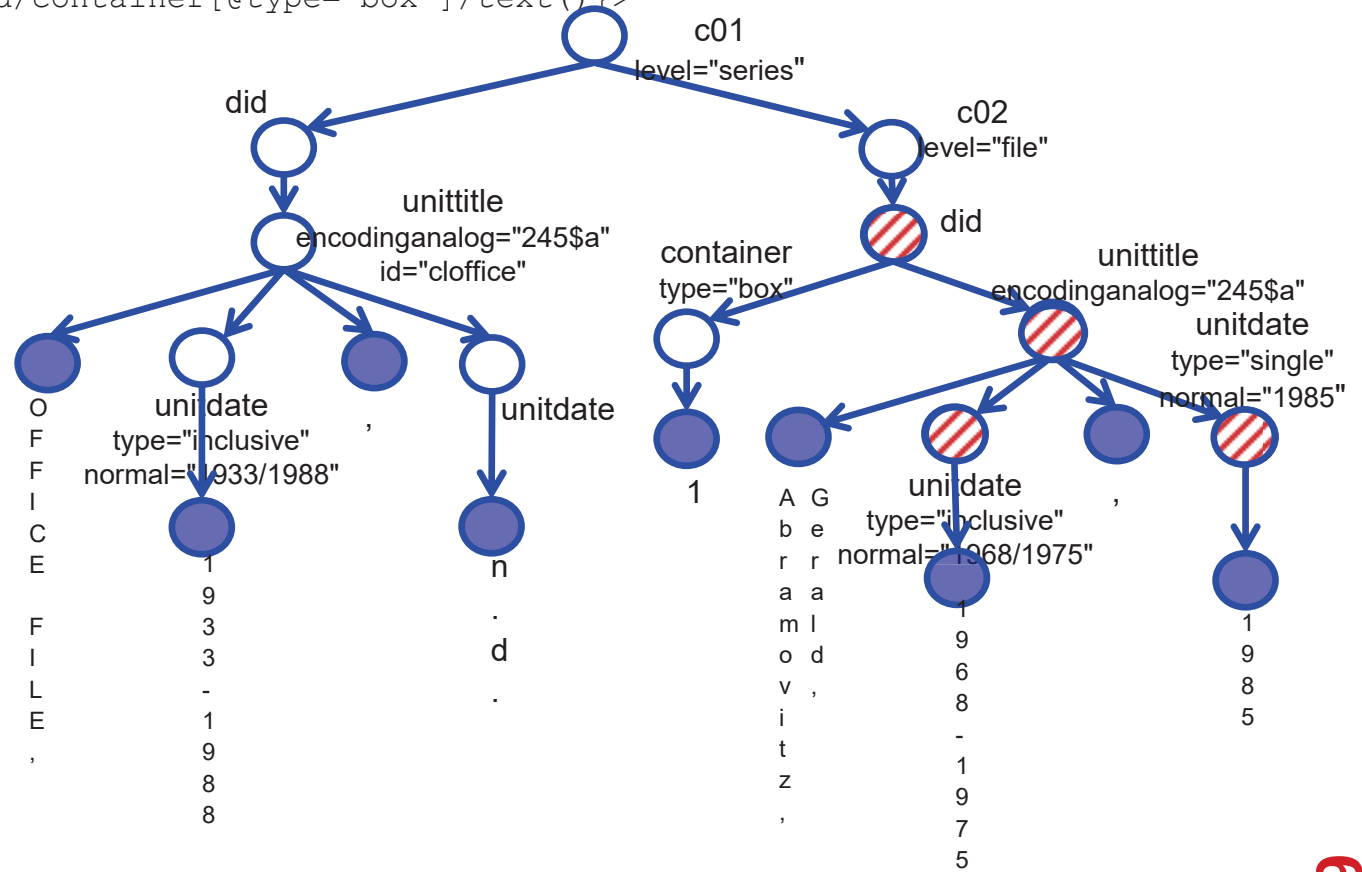 d/container[@type='box']/text()}>
c01
level="series"
did
c02
level="file"
unittitle
encodinganalog="245$a"
id="cloffice"
did
container
type="box"
unittitle
encodinganalog="245$a"
unitdate
type="single"
normal="1985"
OFFICE FILE,
unitdate
type="inclusive"
normal="1933/1988"
1933-1988
,
unitdate
n.d.
1
Abramovitz,
Gerald,
unitdate
type="inclusive"
normal="1968/1975"
1968-1975
,
1985